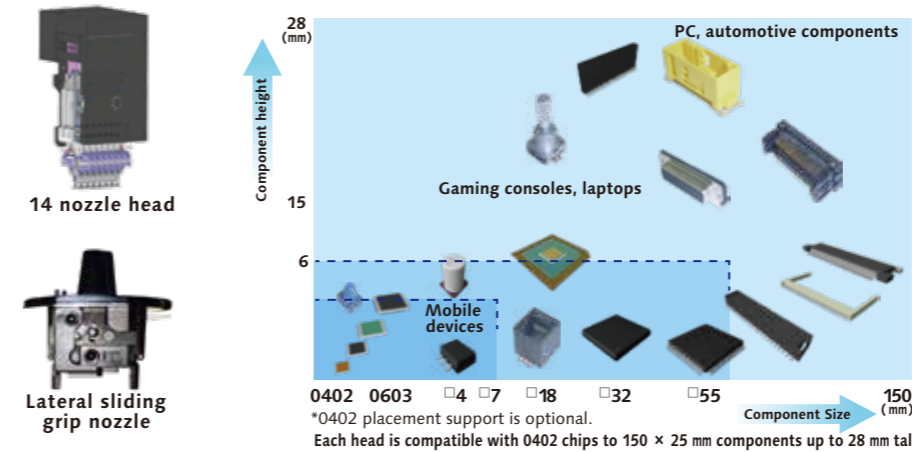 14 nozzle head
Lateral sliding
grip nozzle
28
(mm)
Component height
15
6
PC, automotive components
Gaming consoles, laptops
Mobile
devices
0402 0603 □4 □7 □18 □32 □55 150
(mm)
Component Size
*0402 placement support is optional.
Each head is compatible with 0402 chips to 150 × 25 mm components up to 28 mm tal